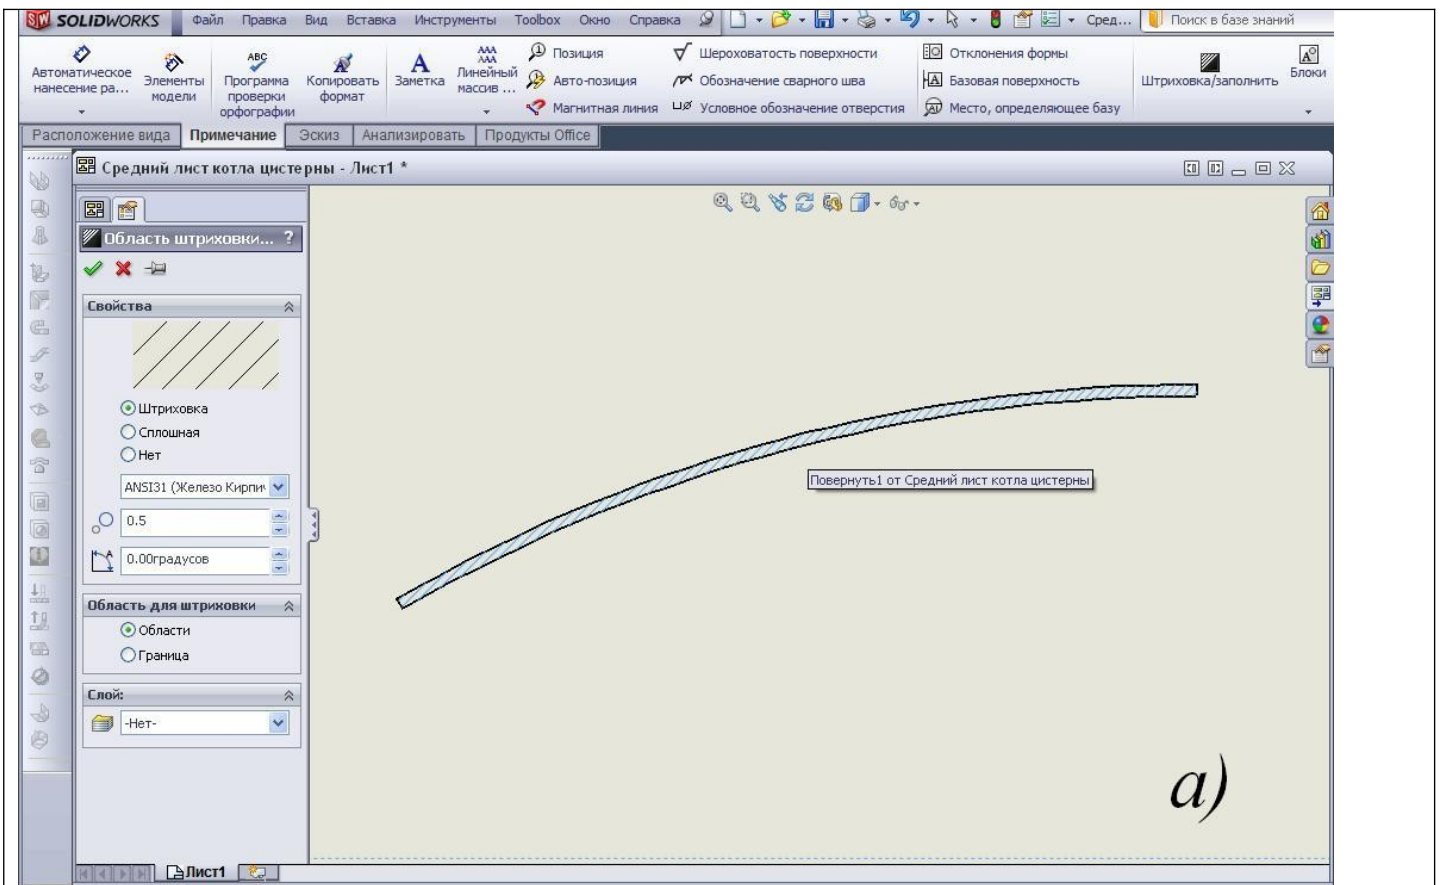 SOLIDWORKS Файл Правка Вид Вставка Инструменты Toolbox Окно Справка Сред... Поиск в базе знаний
Автоматическое нанесение ра...
Элементы модели
ABC
Программа проверки орфографии
Копировать формат
Заметка
Линейный массив ...
Позиция
Авто-позиция
Магнитная линия
Шероховатость поверхности
Обозначение сварного шва
Условное обозначение отверстия
Отклонения формы
Базовая поверхность
Место, определяющее базу
Штриховка/заполнить
Блоки
Расположение вида Примечание Эскиз Анализировать Продукты Office
Средний лист котла цистерны - Лист1 *
Область штриховки... ?
Свойства
Штриховка
Сплошная
Нет
ANSI31 (Железо Кирпич
0.5
0.00градусов
Область для штриховки
Области
Граница
Слой:
-Нет-
Повернуть1 от Средний лист котла цистерны
а)
Лист1